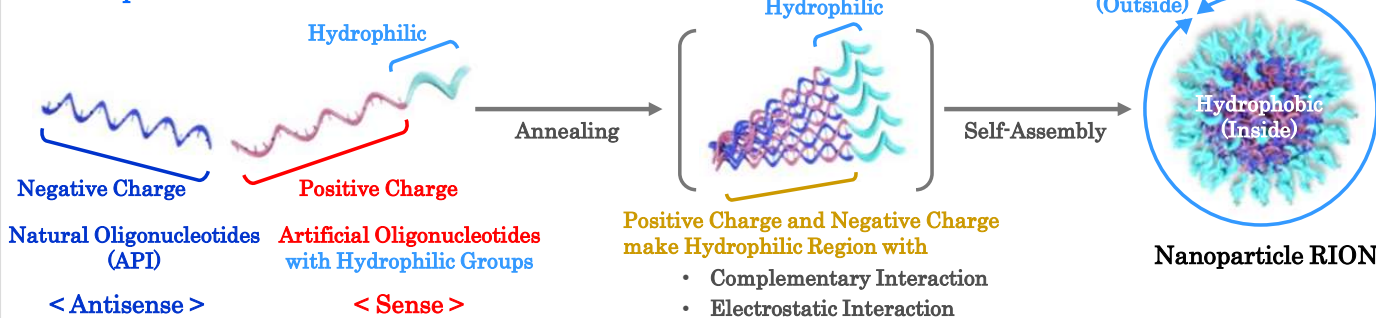 Hydrophilic
Negative Charge
Natural Oligonucleotides
(API)
< Antisense >
Positive Charge
Artificial Oligonucleotides
with Hydrophilic Groups
< Sense >
Annealing
Hydrophilic
Positive Charge and Negative Charge
make Hydrophilic Region with
• Complementary Interaction
• Electrostatic Interaction
Self-Assembly
(Outside)
Hydrophobic
(Inside)
Nanoparticle RION